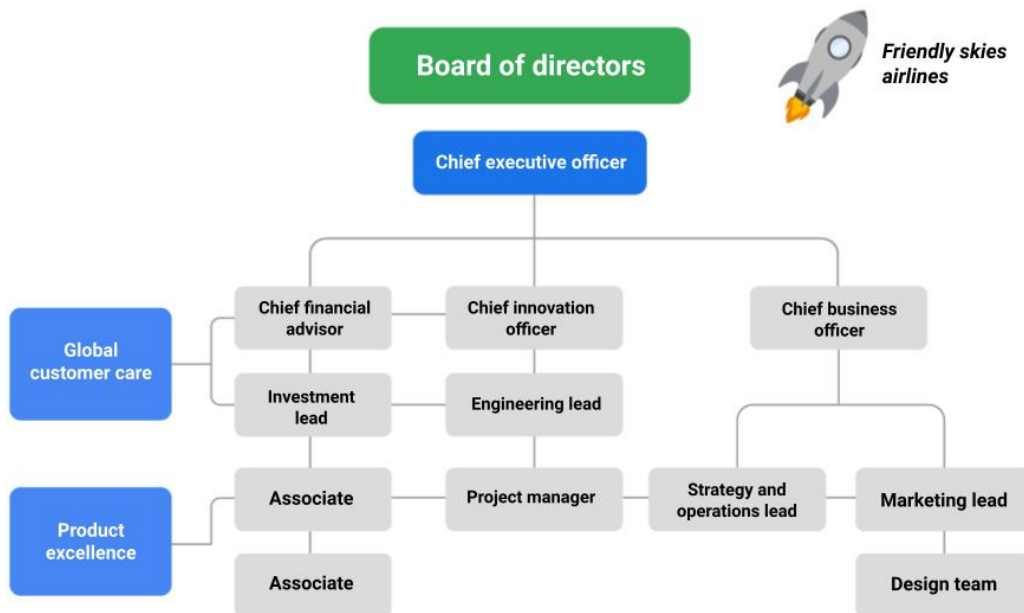 Board of directors
Friendly skies
airlines
Chief executive officer
Chief financial
advisor
Chief innovation
officer
Chief business
officer
Global
customer care
Investment
lead
Engineering lead
Product
excellence
Associate
Project manager
Strategy and
operations lead
Marketing lead
Associate
Design team